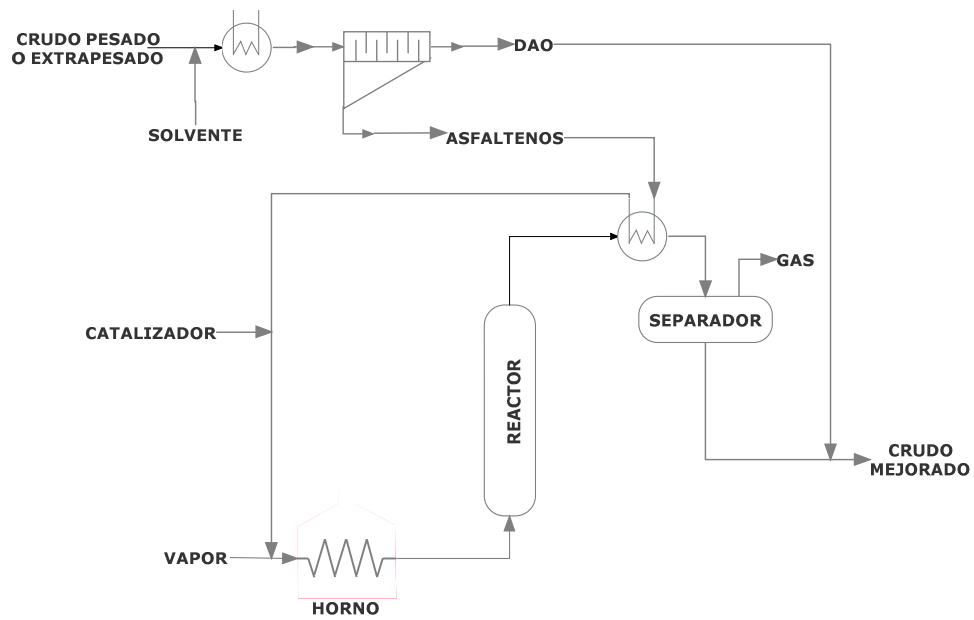 CRUDO PESADO
O EXTRAPESADO
DAO
SOLVENTE
ASFALTENOS
GAS
SEPARADOR
CATALIZADOR
REACTOR
CRUDO
MEJORADO
VAPOR
HORNO